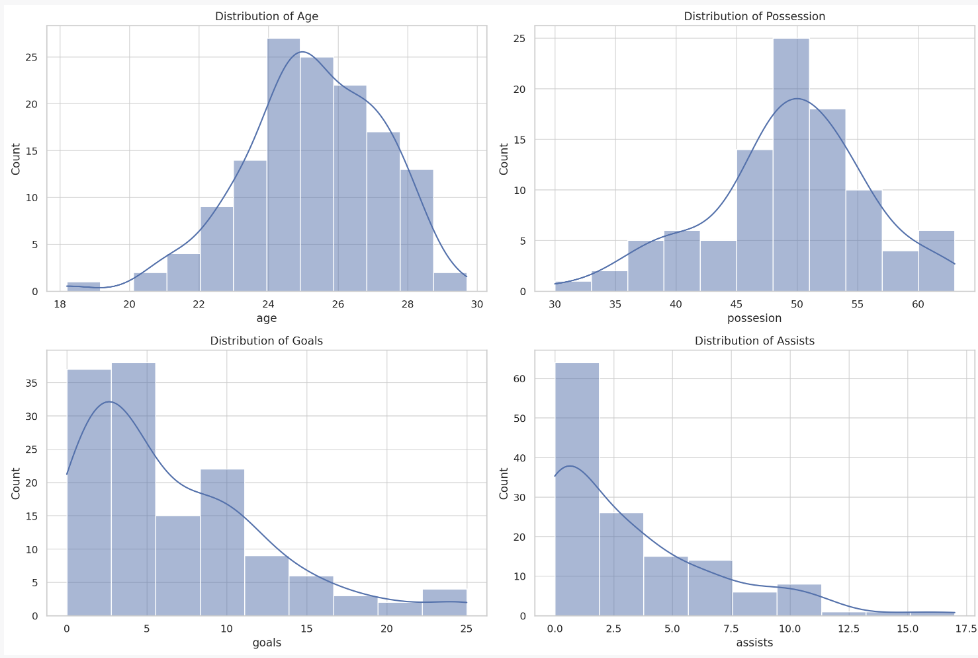 Distribution of Age
Count
25
20
15
10
5
0
18 20 22 24 26 28 30
age
Distribution of Possession
Count
25
20
15
10
5
0
30 35 40 45 50 55 60
possesion
Distribution of Goals
Count
35
30
25
20
15
10
5
0
0 5 10 15 20 25
goals
Distribution of Assists
Count
60
50
40
30
20
10
0
0.0 2.5 5.0 7.5 10.0 12.5 15.0 17.5
assists